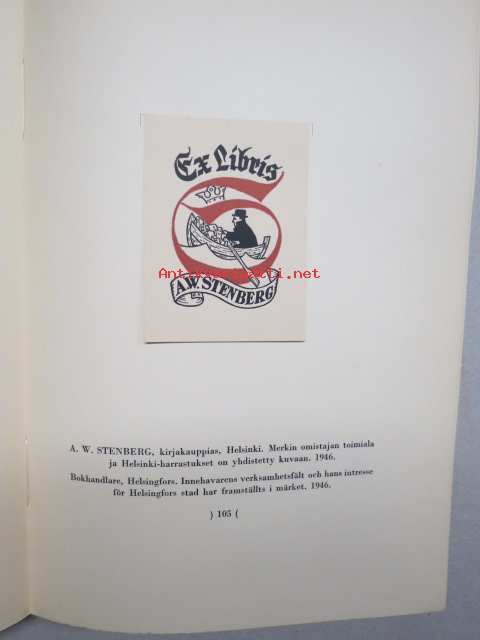 Ex Libris
Antikvariaatti.net
A.W. STENBERG
A. W. STENBERG, kirjakauppias, Helsinki. Merkin omistajan toimiala
ja Helsinki-harrastukset on yhdistetty kuvaan. 1946.
Bokhandlare, Helsingfors. Innehavarens verksamhetsfält och hans intresse
för Helsingfors stad har framställts i märket. 1946.
) 105 (